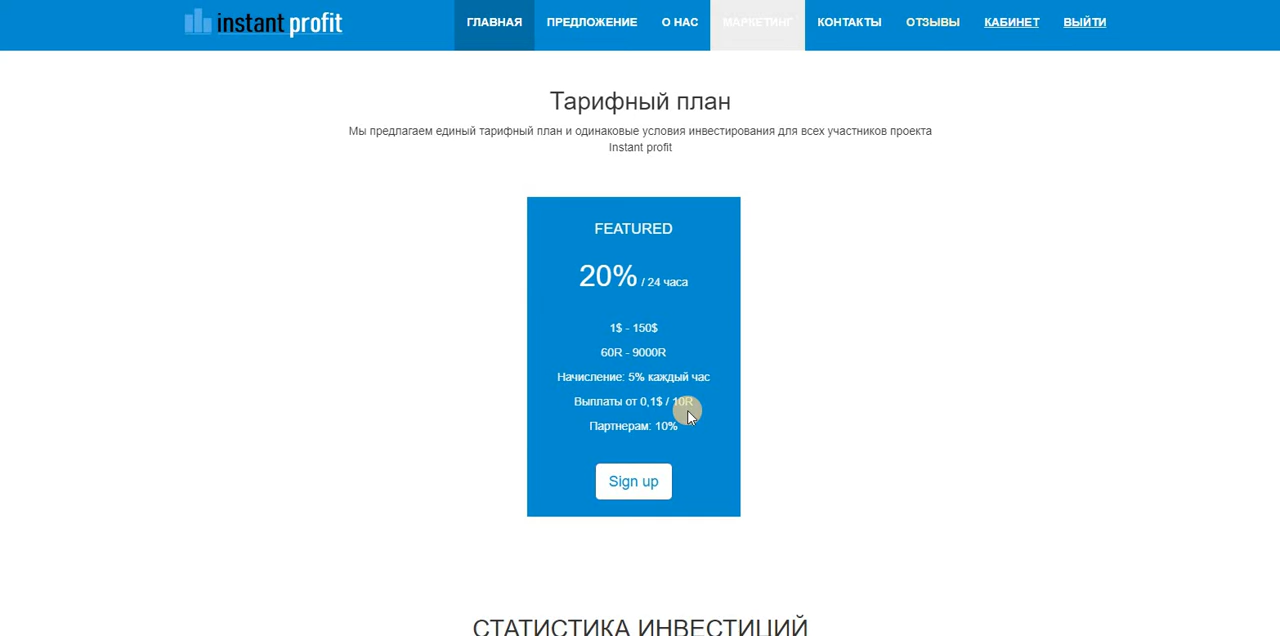 instant profit
ГЛАВНАЯ ПРЕДЛОЖЕНИЕ О НАС МАРКЕТИНГ КОНТАКТЫ ОТЗЫВЫ КАБИНЕТ ВЫЙТИ
Тарифный план
Мы предлагаем единый тарифный план и одинаковые условия инвестирования для всех участников проекта
Instant profit
FEATURED
20% / 24 часа
1$ - 150$
60R - 9000R
Начисление: 5% каждый час
Выплаты от 0,1$ / 10R
Партнерам: 10%
Sign up
СТАТИСТИКА ИНВЕСТИЦИЙ